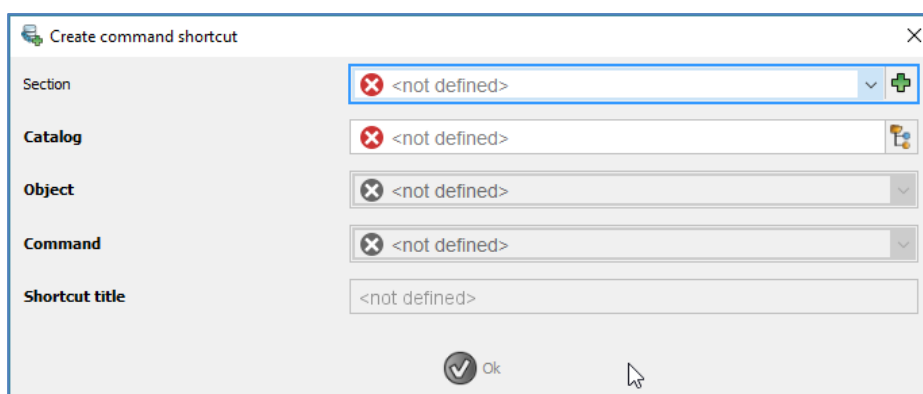 Create command shortcut
Section <not defined>
Catalog <not defined>
Object <not defined>
Command <not defined>
Shortcut title <not defined>
Ok